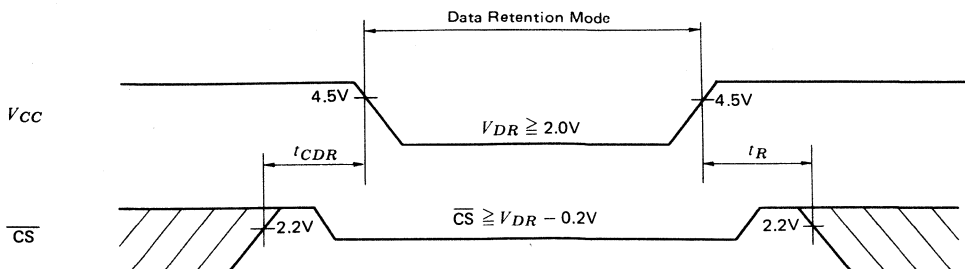 Data Retention Mode
VCC
4.5V
4.5V
VDR ≧ 2.0V
tCDR
tR
CS
2.2V
CS ≧ VDR − 0.2V
2.2V